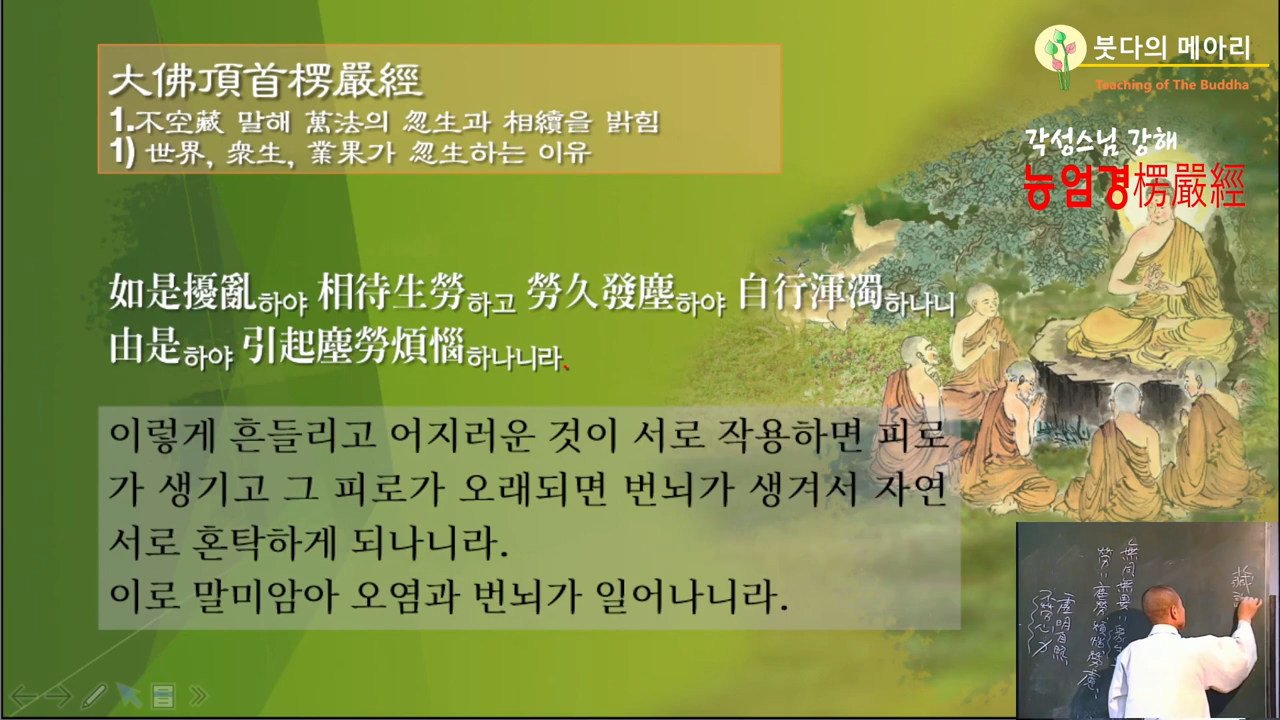 大佛頂首楞嚴經
1.不空藏 말해 萬法의 忽生과 相續을 밝힘
1) 世界, 衆生, 業果가 忽生하는 이유
붓다의 메아리
Teaching of The Buddha
각성스님 강해
능엄경楞嚴經
如是擾亂하야 相待生勞하고 勞久發塵하야 自行渾濁하나니
由是하야 引起塵勞煩惱하나니라.
이렇게 흔들리고 어지러운 것이 서로 작용하면 피로
가 생기고 그 피로가 오래되면 번뇌가 생겨서 자연
서로 혼탁하게 되나니라.
이로 말미암아 오염과 번뇌가 일어나니라.